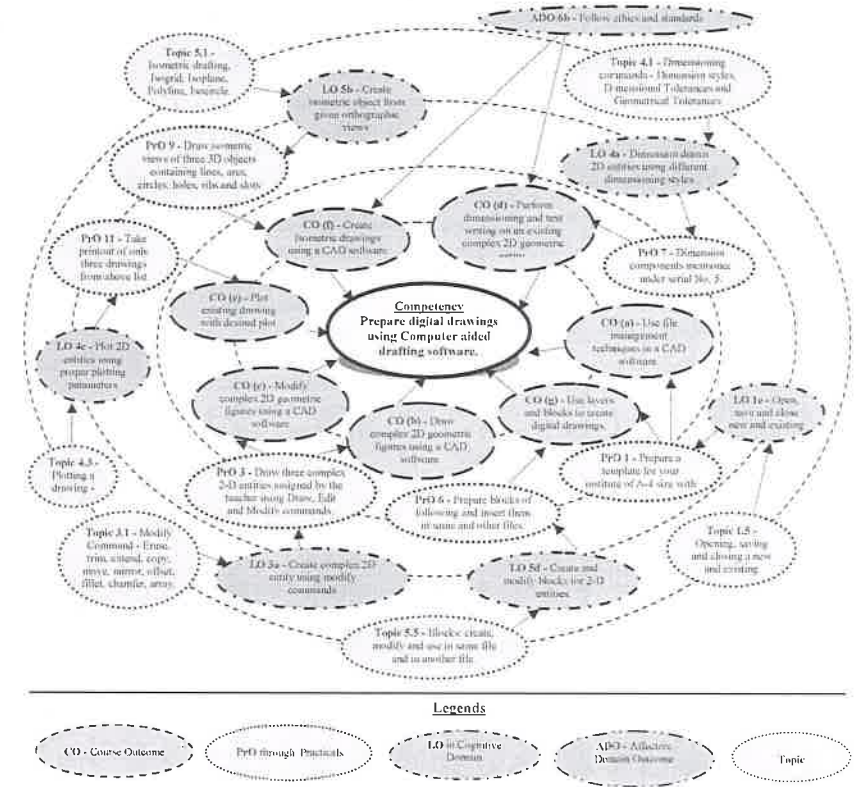 ADO 6b - Follow ethics and standards
Topic 5.1 -
Isometric drafting,
Isogrid, Isoplane,
Polyline, Isocircle
Topic 4.1 - Dimensioning
commands - Dimension styles,
Dimensional Tolerances and
Geometrical Tolerances
LO 5b - Create
isometric object from
given orthographic
views
PrO 9 - Draw isometric
views of three 3D objects
containing lines, arcs,
circles, holes, ribs and slots
LO 4a - Dimension drawn
2D entities using different
dimensioning styles
CO (f) - Create
Isometric drawings
using a CAD software
CO (d) - Perform
dimensioning and text
writing on an existing
complex 2D geometric
PrO 11 - Take
printout of only
three drawings
from above list
PrO 7 - Dimension
components
under serial No. 5.
CO (e) - Plot
existing drawing
with desired plot
Competency
Prepare digital drawings
using Computer aided
drafting software.
CO (a) - Use file
management
techniques in a CAD
software
LO 4c - Plot 2D
entities using
proper plotting
parameters
CO (c) - Modify
complex 2D geometric
figures using a CAD
software
CO (b) - Draw
complex 2D geometric
figures using a CAD
software
CO (g) - Use layers
and blocks to create
digital drawings.
LO 1e - Open,
save and close
new and existing
Topic 4.3 -
Plotting a
drawing -
PrO 3 - Draw three complex
2-D entities assigned by the
teacher using Draw, Edit
and Modify commands
PrO 6 - Prepare blocks of
following and insert them
in same and other files.
PrO 1 - Prepare a
template for your
institute of A-4 size with
Topic 3.1 - Modify
Command - Erase,
trim, extend, copy,
move, mirror, offset,
fillet, chamfer, array,
LO 3a - Create complex 2D
entity using modify
commands
LO 5d - Create and
modify blocks for 2-D
entities.
Topic 1.5 -
Opening, saving
and closing a new
and existing
Topic 5.5 - Blocks: create,
modify and use in same file
and in another file
Legends
CO - Course Outcome
PrO through Practicals
LO in Cognitive
Domain
ADO - Affective
Domain Outcome
Topic